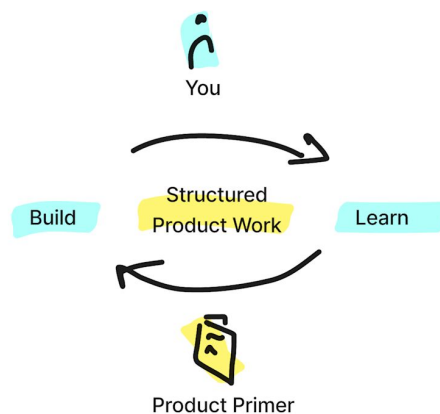 You
Structured
Build
Product Work
Learn
Product Primer